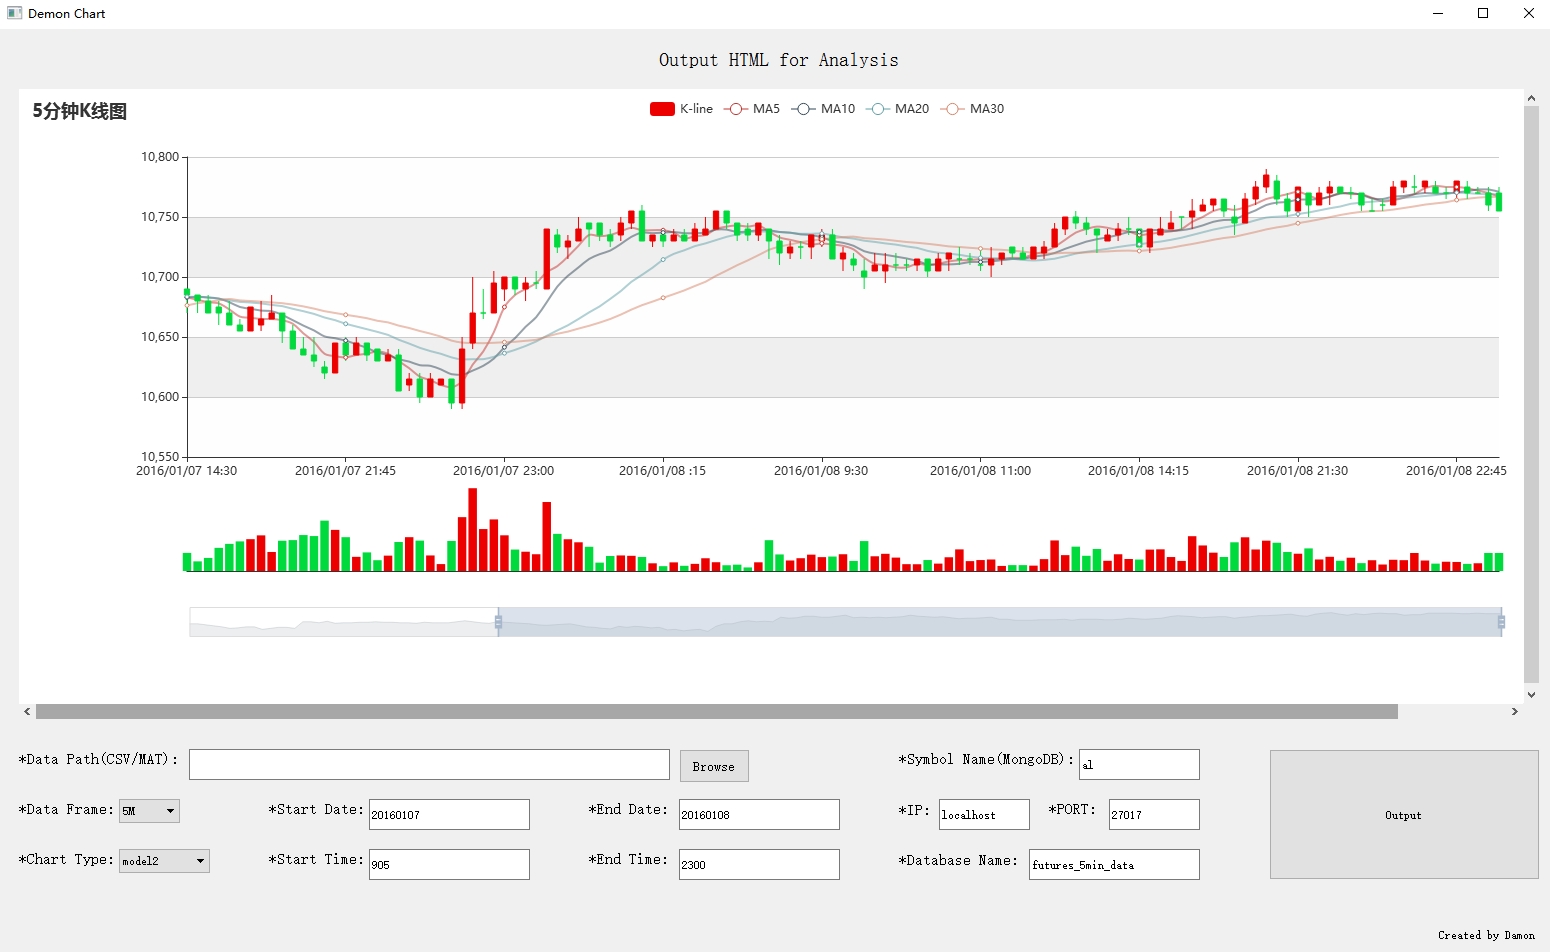 Demon Chart
Output HTML for Analysis
5分钟K线图
K-line MA5 MA10 MA20 MA30
10,800
10,750
10,700
10,650
10,600
10,550
2016/01/07 14:30 2016/01/07 21:45 2016/01/07 23:00 2016/01/08 :15 2016/01/08 9:30 2016/01/08 11:00 2016/01/08 14:15 2016/01/08 21:30 2016/01/08 22:45
*Data Path(CSV/MAT): Browse *Symbol Name(MongoDB): al
*Data Frame: 5M *Start Date: 20160107 *End Date: 20160108 *IP: localhost *PORT: 27017 Output
*Chart Type: model2 *Start Time: 905 *End Time: 2300 *Database Name: futures_5min_data
Created by Damon